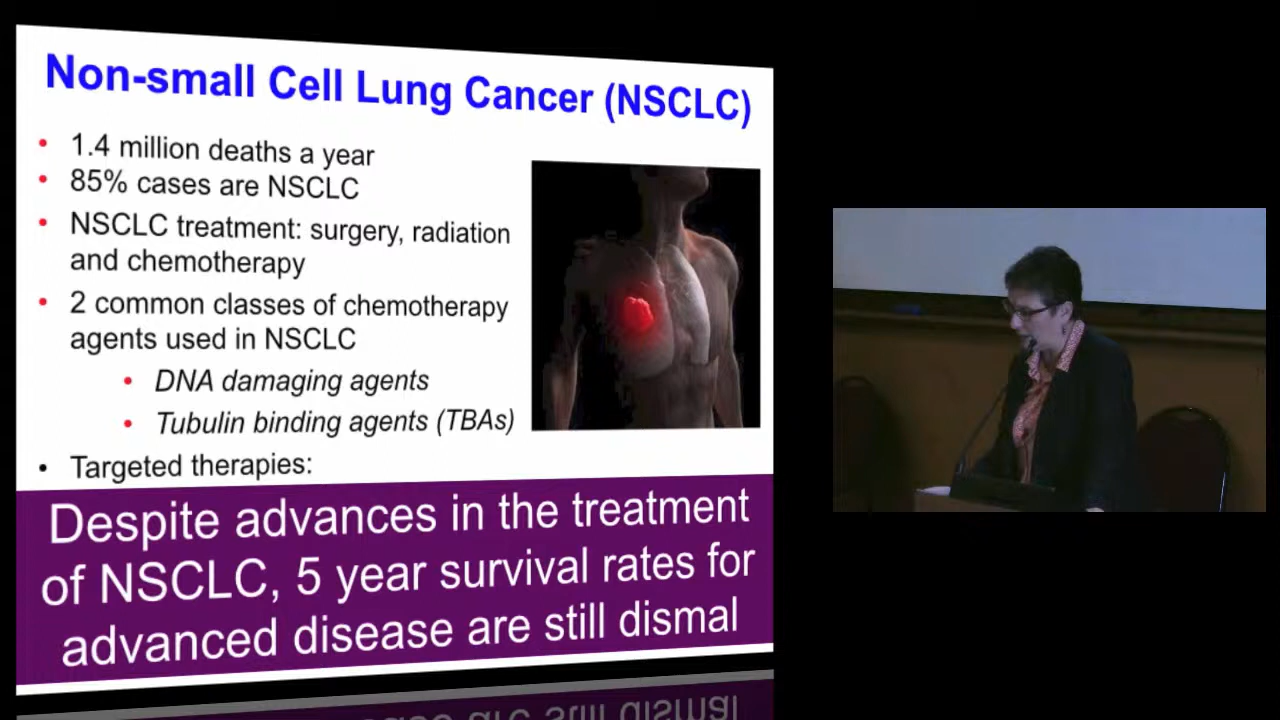 Non-small Cell Lung Cancer (NSCLC)
• 1.4 million deaths a year
• 85% cases are NSCLC
• NSCLC treatment: surgery, radiation
and chemotherapy
• 2 common classes of chemotherapy
agents used in NSCLC
• DNA damaging agents
• Tubulin binding agents (TBAs)
• Targeted therapies:
Despite advances in the treatment
of NSCLC, 5 year survival rates for
advanced disease are still dismal